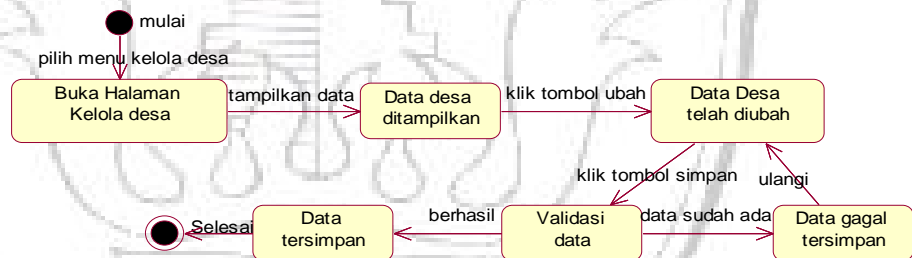 mulai
pilih menu kelola desa
Buka Halaman
Kelola desa
tampilkan data
Data desa
ditampilkan
klik tombol ubah
Data Desa
telah diubah
klik tombol simpan
ulangi
Selesai
Data
tersimpan
berhasil
Validasi
data
data sudah ada
Data gagal
tersimpan